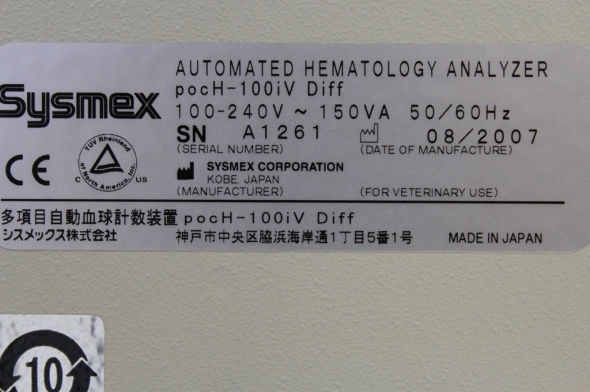 AUTOMATED HEMATOLOGY ANALYZER
Sysmex pocH-100iV Diff
100-240V ~ 150VA 50/60Hz
SN A1261 08/2007
(SERIAL NUMBER) (DATE OF MANUFACTURE)
CE TÜV Rheinland of North America, Inc. C US
SYSMEX CORPORATION
KOBE, JAPAN
(MANUFACTURER) (FOR VETERINARY USE)
多項目自動血球計数装置 pocH-100iV Diff
シスメックス株式会社 神戸市中央区脇浜海岸通1丁目5番1号 MADE IN JAPAN
10